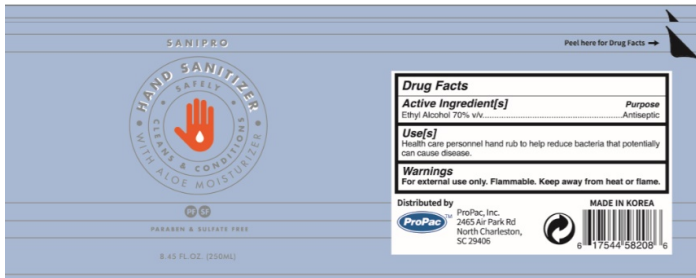 SANIPRO
Peel here for Drug Facts →
HAND SANITIZER
SAFELY
CLEANS & CONDITIONS
WITH ALOE MOISTURIZER
PF SF
PARABEN & SULFATE FREE
8.45 FL.OZ. (250ML)
Drug Facts
Active Ingredient[s] Purpose
Ethyl Alcohol 70% v/v..................................................Antiseptic
Use[s]
Health care personnel hand rub to help reduce bacteria that potentially
can cause disease.
Warnings
For external use only. Flammable. Keep away from heat or flame.
Distributed by
ProPac™
ProPac, Inc.
2465 Air Park Rd
North Charleston,
SC 29406
MADE IN KOREA
6 17544 58208 6